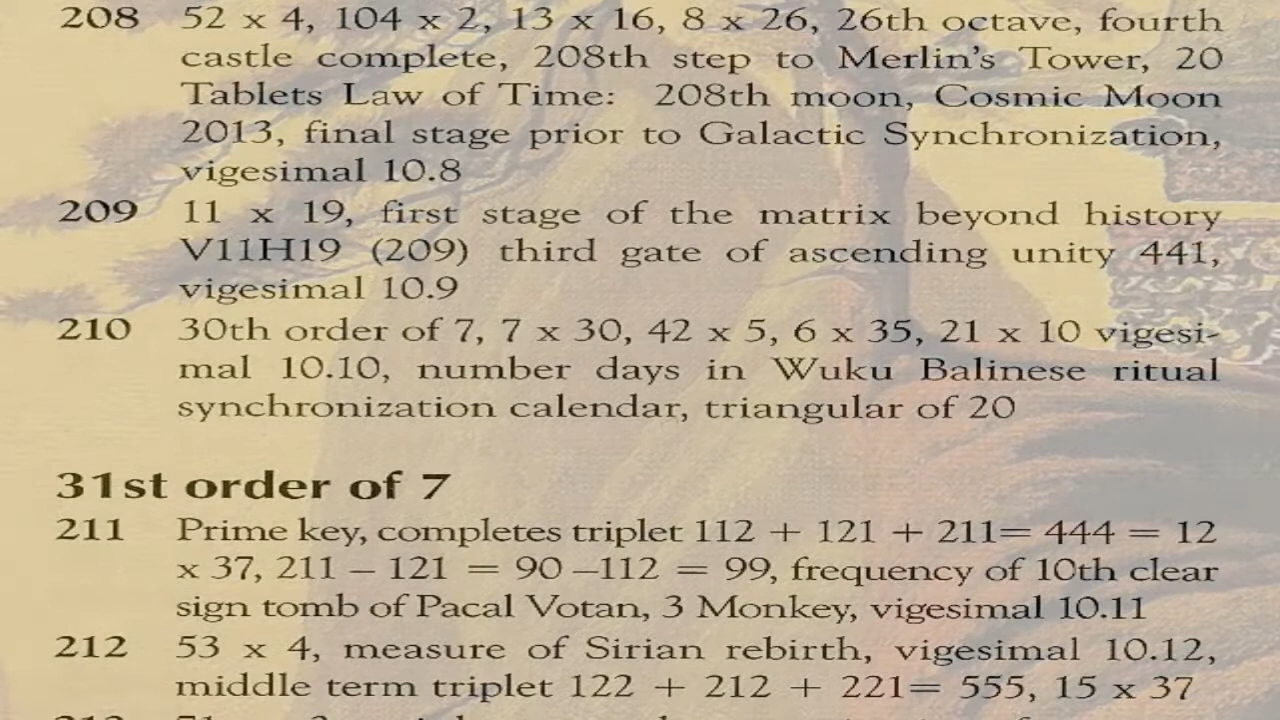 208 52 x 4, 104 x 2, 13 x 16, 8 x 26, 26th octave, fourth
castle complete, 208th step to Merlin's Tower, 20
Tablets Law of Time: 208th moon, Cosmic Moon
2013, final stage prior to Galactic Synchronization,
vigesimal 10.8
209 11 x 19, first stage of the matrix beyond history
V11H19 (209) third gate of ascending unity 441,
vigesimal 10.9
210 30th order of 7, 7 x 30, 42 x 5, 6 x 35, 21 x 10 vigesi-
mal 10.10, number days in Wuku Balinese ritual
synchronization calendar, triangular of 20
31st order of 7
211 Prime key, completes triplet 112 + 121 + 211= 444 = 12
x 37, 211 – 121 = 90 –112 = 99, frequency of 10th clear
sign tomb of Pacal Votan, 3 Monkey, vigesimal 10.11
212 53 x 4, measure of Sirian rebirth, vigesimal 10.12,
middle term triplet 122 + 212 + 221= 555, 15 x 37